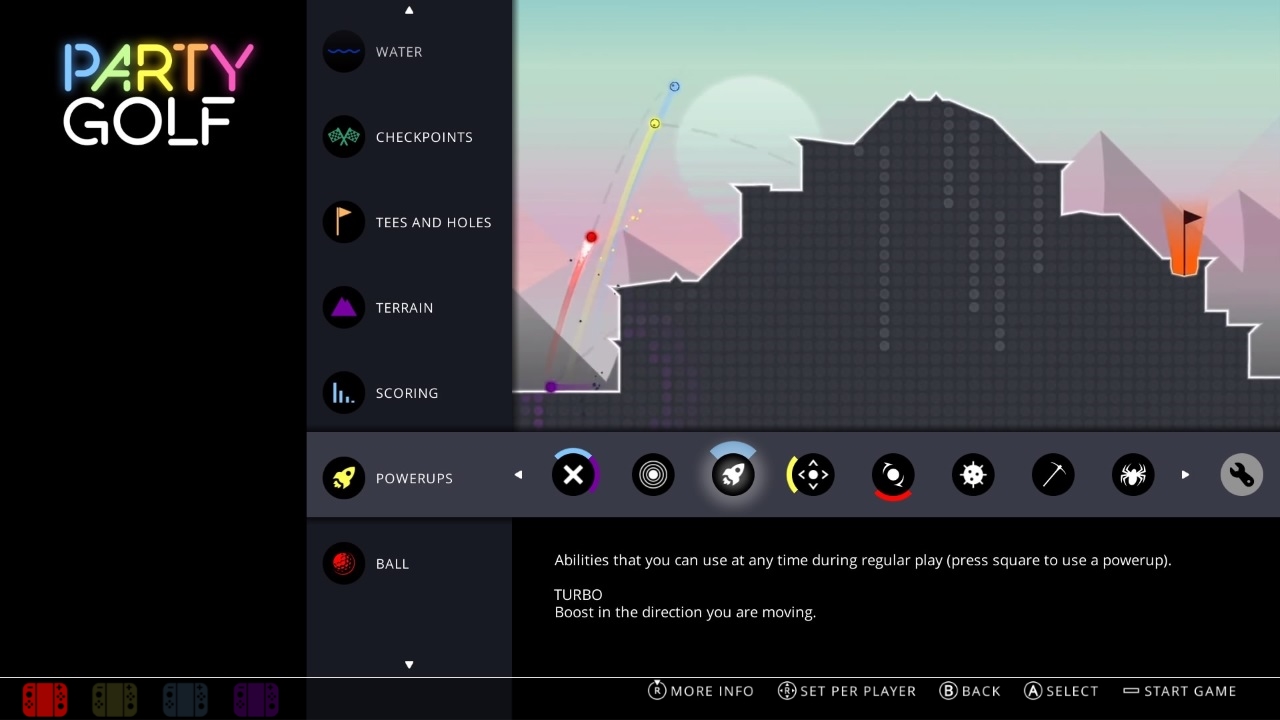 PARTY
GOLF
WATER
CHECKPOINTS
TEES AND HOLES
TERRAIN
SCORING
POWERUPS
BALL
Abilities that you can use at any time during regular play (press square to use a powerup).
TURBO
Boost in the direction you are moving.
R MORE INFO R SET PER PLAYER B BACK A SELECT START GAME